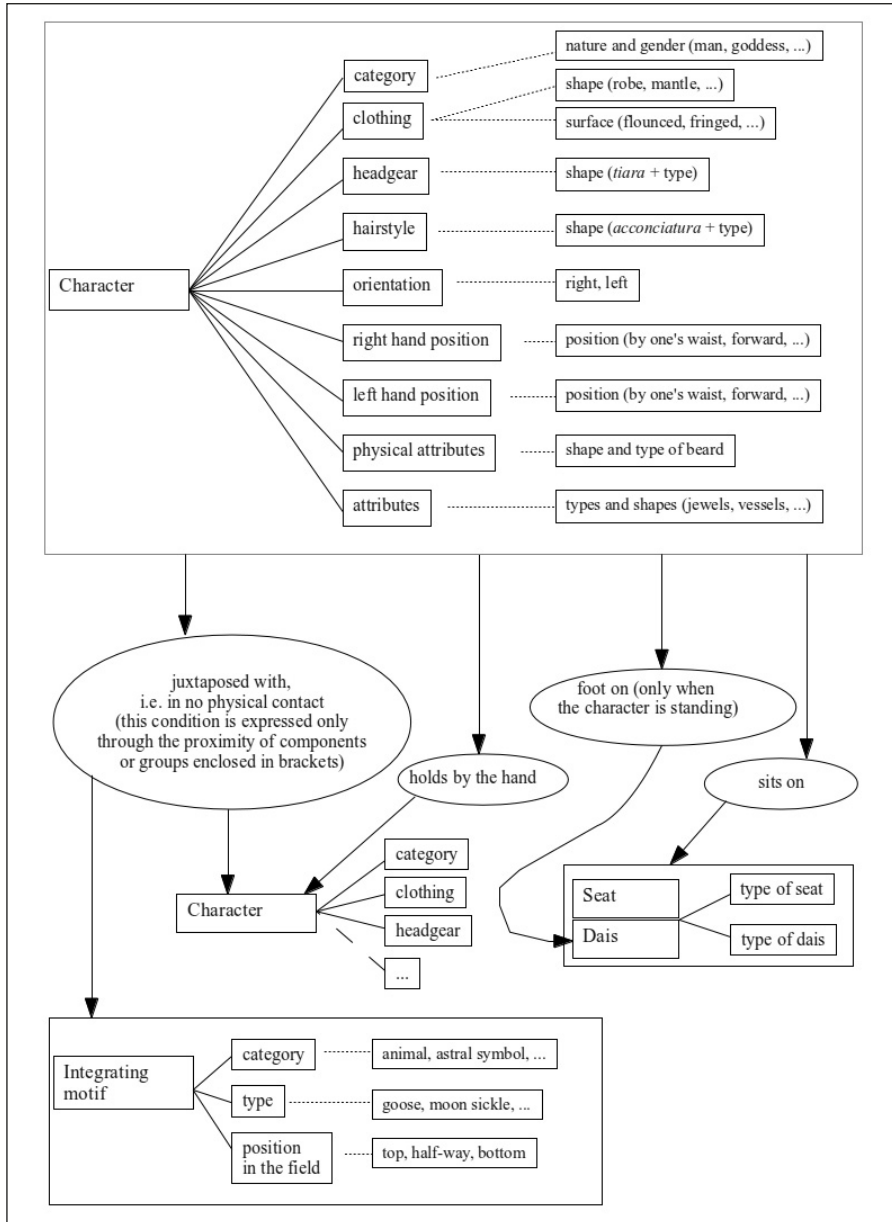 category
nature and gender (man, goddess, ...)
clothing
shape (robe, mantle, ...)
surface (flounced, fringed, ...)
headgear
shape (tiara + type)
hairstyle
shape (acconciatura + type)
Character
orientation
right, left
right hand position
position (by one's waist, forward, ...)
left hand position
position (by one's waist, forward, ...)
physical attributes
shape and type of beard
attributes
types and shapes (jewels, vessels, ...)
juxtaposed with,
i.e. in no physical contact
(this condition is expressed only
through the proximity of components
or groups enclosed in brackets)
holds by the hand
foot on (only when
the character is standing)
sits on
Character
category
clothing
headgear
...
Seat
Dais
type of seat
type of dais
Integrating
motif
category
animal, astral symbol, ...
type
goose, moon sickle, ...
position
in the field
top, half-way, bottom